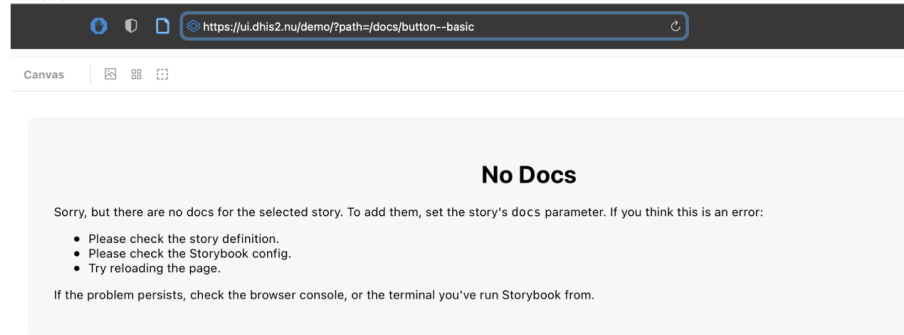 https://ui.dhis2.nu/demo/?path=/docs/button--basic
Canvas
No Docs
Sorry, but there are no docs for the selected story. To add them, set the story's docs parameter. If you think this is an error:
Please check the story definition.
Please check the Storybook config.
Try reloading the page.
If the problem persists, check the browser console, or the terminal you've run Storybook from.